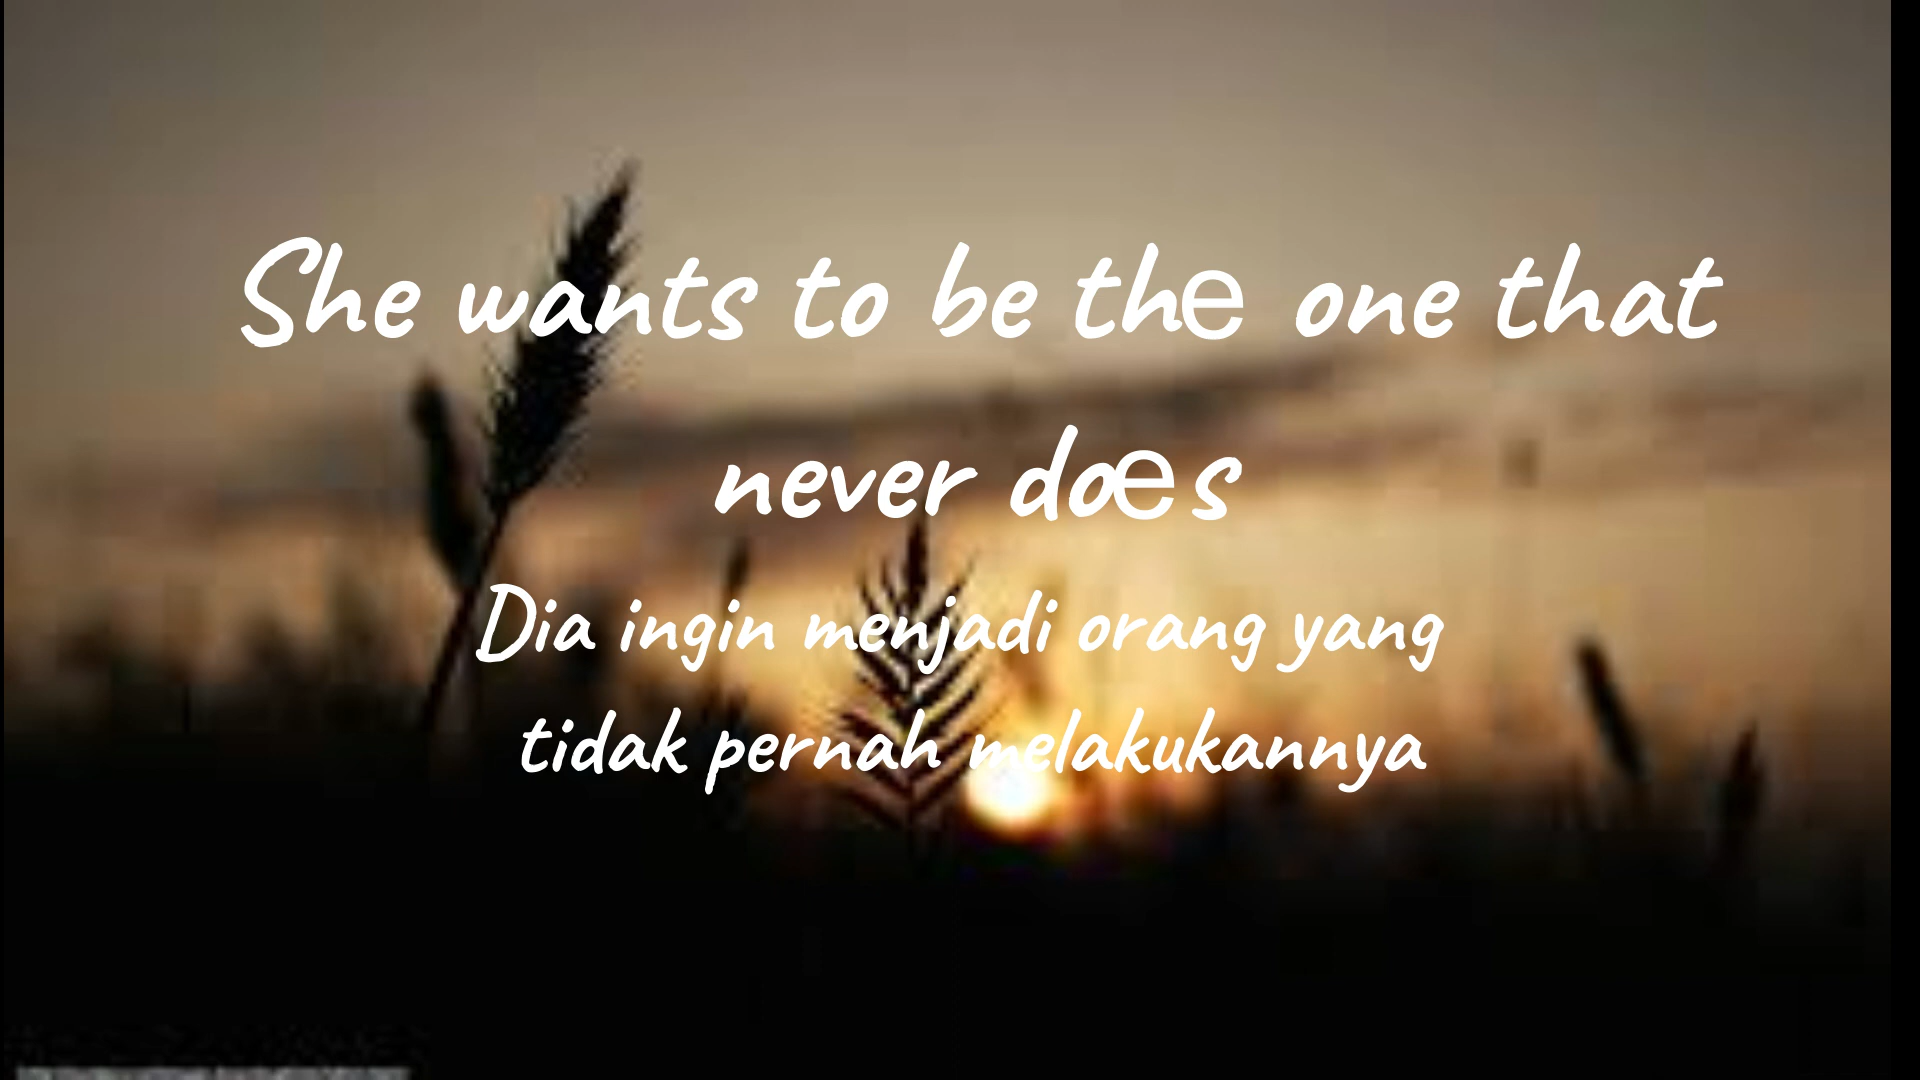 She wants to be the one that
never does
Dia ingin menjadi orang yang
tidak pernah melakukannya